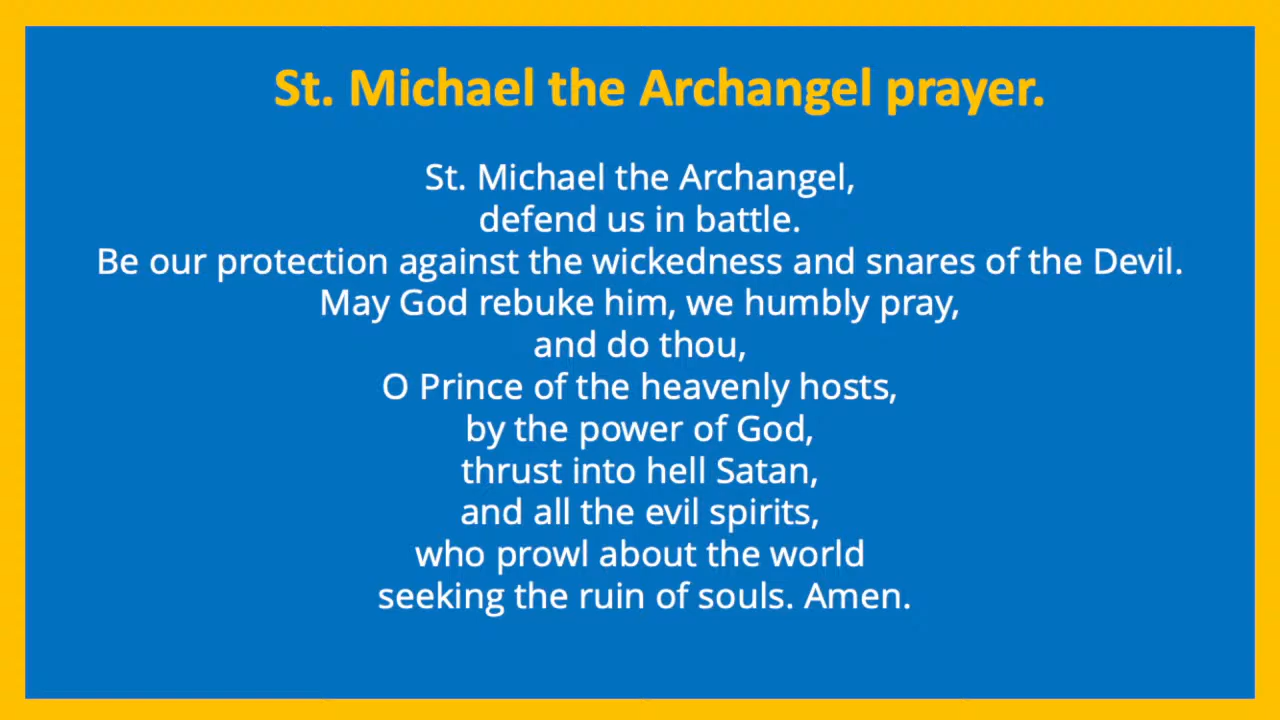 St. Michael the Archangel prayer.
St. Michael the Archangel,
defend us in battle.
Be our protection against the wickedness and snares of the Devil.
May God rebuke him, we humbly pray,
and do thou,
O Prince of the heavenly hosts,
by the power of God,
thrust into hell Satan,
and all the evil spirits,
who prowl about the world
seeking the ruin of souls. Amen.